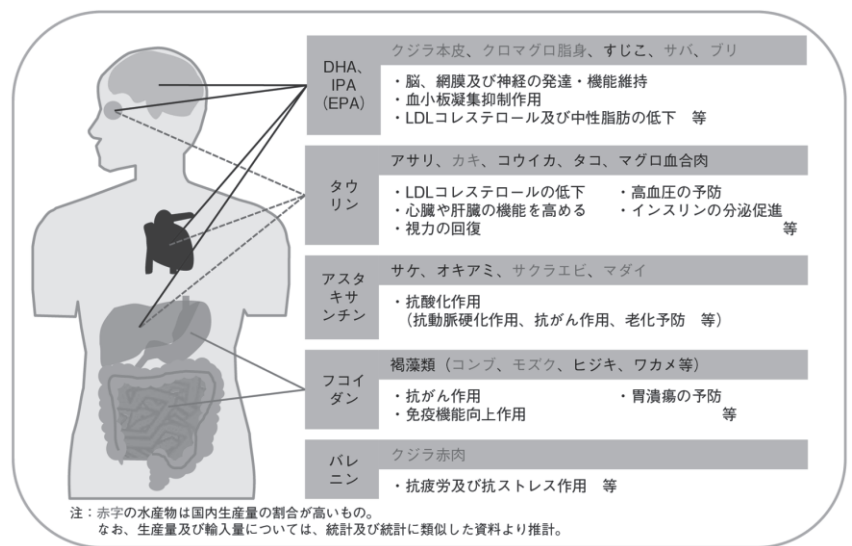 DHA、
IPA
（EPA）
クジラ本皮、クロマグロ脂身、すじこ、サバ、ブリ
・脳、網膜及び神経の発達・機能維持
・血小板凝集抑制作用
・LDLコレステロール及び中性脂肪の低下　等
タウ
リン
アサリ、カキ、コウイカ、タコ、マグロ血合肉
・LDLコレステロールの低下　・高血圧の予防
・心臓や肝臓の機能を高める　・インスリンの分泌促進
・視力の回復　等
アスタ
キサ
ンチン
サケ、オキアミ、サクラエビ、マダイ
・抗酸化作用
（抗動脈硬化作用、抗がん作用、老化予防　等）
フコイ
ダン
褐藻類（コンブ、モズク、ヒジキ、ワカメ等）
・抗がん作用　・胃潰瘍の予防
・免疫機能向上作用　等
バレ
ニン
クジラ赤肉
・抗疲労及び抗ストレス作用　等
注：赤字の水産物は国内生産量の割合が高いもの。
なお、生産量及び輸入量については、統計及び統計に類似した資料より推計。